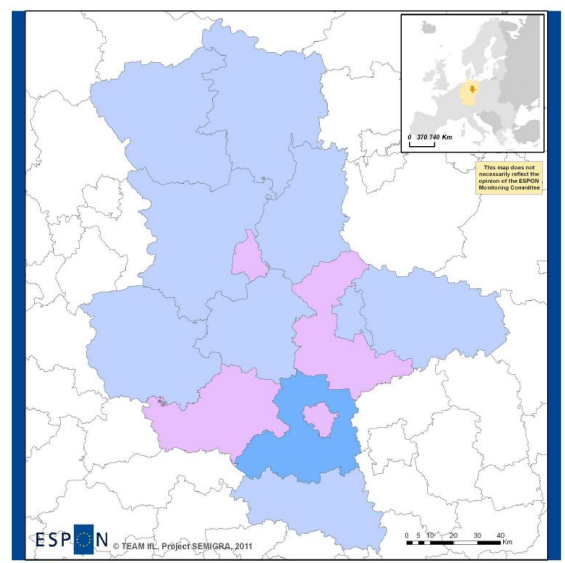 0 370 740 Km
This map does not
necessarily reflect the
opinion of the ESPON
Monitoring Committee
ESPON © TEAM IfL, Project SEMIGRA, 2011
0 5 10 20 30 40 Km